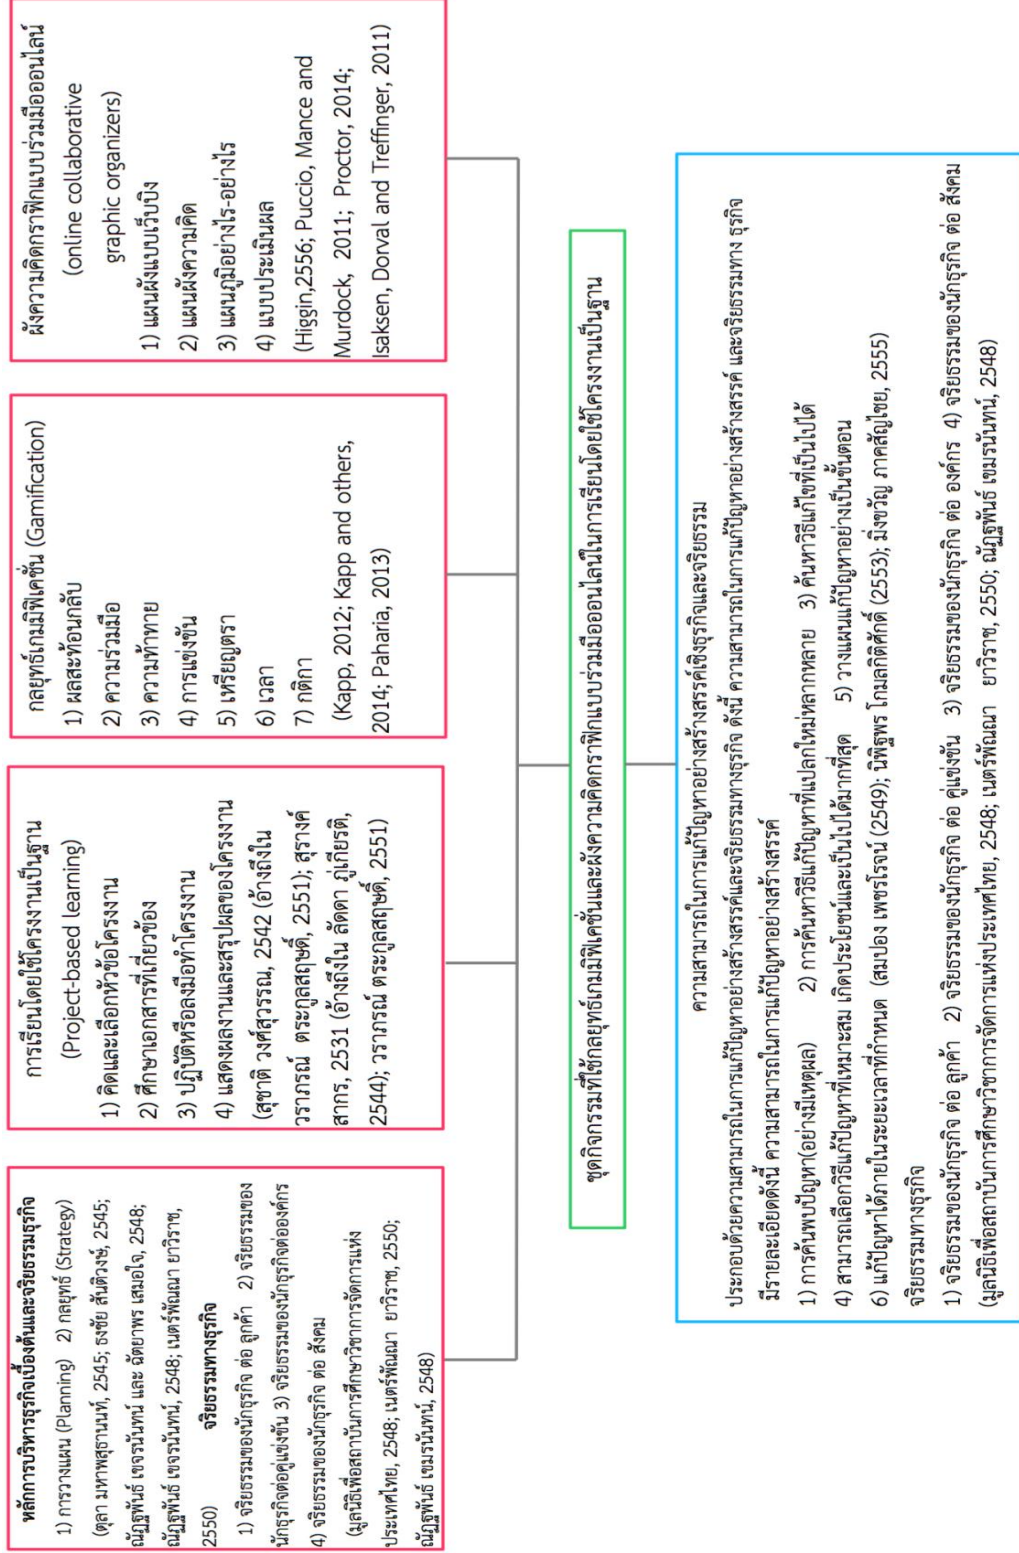 หลักการบริหารธุรกิจเบื้องต้นและจริยธรรมธุรกิจ
1) การวางแผน (Planning) 2) กลยุทธ์ (Strategy)
(ตุลา มหาพสุธานนท์, 2545; ธงชัย สันติวงษ์, 2545;
ณัฏฐพันธ์ เขจรนันทน์ และ ฉัตยาพร เสมอใจ, 2548;
ณัฏฐพันธ์ เขจรนันทน์, 2548; เนตร์พัณณา ยาวิราช,
2550) จริยธรรมทางธุรกิจ
1) จริยธรรมของนักธุรกิจ ต่อ ลูกค้า 2) จริยธรรมของ
นักธุรกิจต่อคู่แข่งขัน 3) จริยธรรมของนักธุรกิจต่อองค์กร
4) จริยธรรมของนักธุรกิจ ต่อ สังคม
(มูลนิธิเพื่อสถาบันการศึกษาวิชาการจัดการแห่ง
ประเทศไทย, 2548; เนตร์พัณณา ยาวิราช, 2550;
ณัฏฐพันธ์ เขมรนันทน์, 2548)
การเรียนโดยใช้โครงงานเป็นฐาน
(Project-based learning)
1) คิดและเลือกหัวข้อโครงงาน
2) ศึกษาเอกสารที่เกี่ยวข้อง
3) ปฏิบัติหรือลงมือทำโครงงาน
4) แสดงผลงานและสรุปผลของโครงงาน
(สุชาติ วงศ์สุวรรณ, 2542 (อ้างถึงใน
วราภรณ์ ตระกูลสฤษดิ์, 2551); สุรางค์
สากร, 2531 (อ้างถึงใน ลัดดา ภู่เกียรติ,
2544); วราภรณ์ ตระกูลสฤษดิ์, 2551)
กลยุทธ์เกมมิฟิเคชั่น ((Gamification)
1) ผลสะท้อนกลับ
2) ความร่วมมือ
3) ความท้าทาย
4) การแข่งขัน
5) เหรียญตรา
6) เวลา
7) กติกา
(Kapp, 2012; Kapp and others,
2014; Paharia, 2013)
ผังความคิดกราฟิกแบบร่วมมือออนไลน์
(online collaborative
graphic organizers)
1) แผนผังแบบเว็บบิง
2) แผนผังความคิด
3) แผนภูมิอย่างไร-อย่างไร
4) แบบประเมินผล
(Higgin,2556; Puccio, Mance and
Murdock, 2011; Proctor, 2014;
Isaksen, Dorval and Treffinger, 2011)
ชุดกิจกรรมที่ใช้กลยุทธ์เกมมิฟิเคชั่นและผังความคิดกราฟิกแบบร่วมมือออนไลน์ในการเรียนโดยใช้โครงงานเป็นฐาน
ความสามารถในการแก้ปัญหาอย่างสร้างสรรค์เชิงธุรกิจและจริยธรรม
ประกอบด้วยความสามารถในการแก้ปัญหาอย่างสร้างสรรค์และจริยธรรมทางธุรกิจ ดังนี้ ความสามารถในการแก้ปัญหาอย่างสร้างสรรค์ และจริยธรรมทาง ธุรกิจ
มีรายละเอียดดังนี้ ความสามารถในการแก้ปัญหาอย่างสร้างสรรค์
1) การค้นพบปัญหา(อย่างมีเหตุผล) 2) การค้นหาวิธีแก้ปัญหาที่แปลกใหม่หลากหลาย 3) ค้นหาวิธีแก้ไขที่เป็นไปได้
4) สามารถเลือกวิธีแก้ปัญหาที่เหมาะสม เกิดประโยชน์และเป็นไปได้มากที่สุด 5) วางแผนแก้ปัญหาอย่างเป็นขั้นตอน
6) แก้ปัญหาได้ภายในระยะเวลาที่กำหนด (สมปอง เพชรโรจน์ (2549); นิพิฐพร โกมลกิติศักดิ์ (2553); มิ่งขวัญ ภาคสัญไชย, 2555)
จริยธรรมทางธุรกิจ
1) จริยธรรมของนักธุรกิจ ต่อ ลูกค้า 2) จริยธรรมของนักธุรกิจ ต่อ คู่แข่งขัน 3) จริยธรรมของนักธุรกิจ ต่อ องค์กร 4) จริยธรรมของนักธุรกิจ ต่อ สังคม
(มูลนิธิเพื่อสถาบันการศึกษาวิชาการจัดการแห่งประเทศไทย, 2548; เนตร์พัณณา ยาวิราช, 2550; ณัฏฐพันธ์ เขมรนันทน์, 2548)